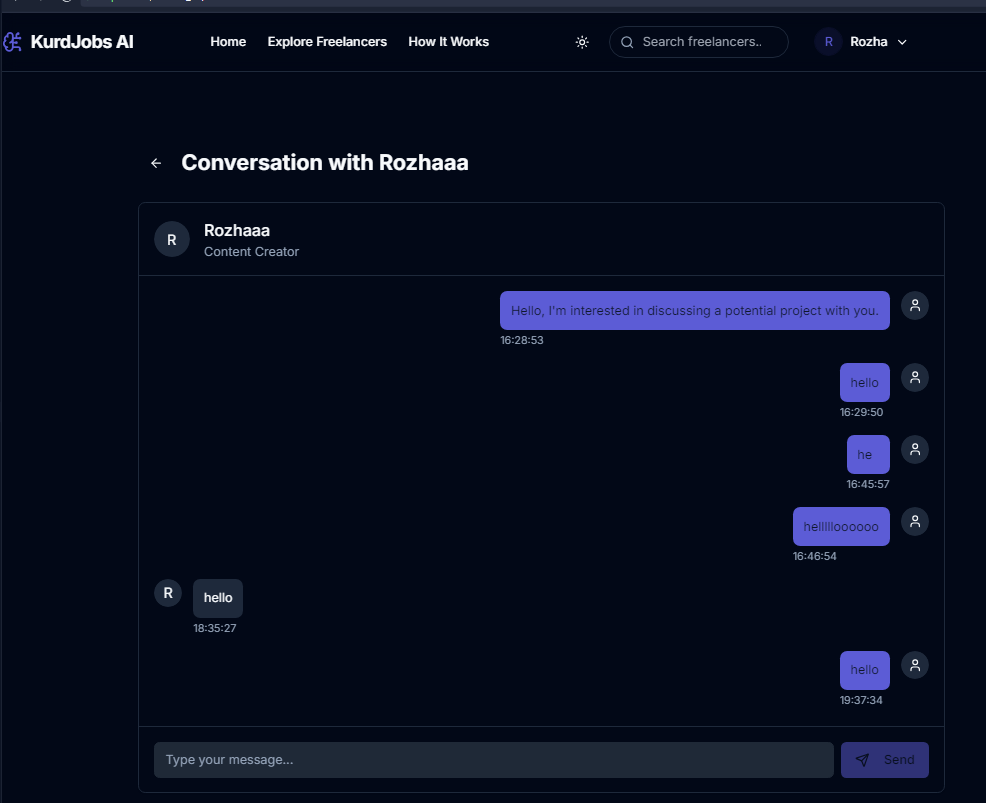 KurdJobs AI
Home Explore Freelancers How It Works Search freelancers.. R Rozha
Conversation with Rozhaaa
R
Rozhaaa
Content Creator
Hello, I'm interested in discussing a potential project with you.
16:28:53
hello
16:29:50
he
16:45:57
hellllloooooo
16:46:54
R hello
18:35:27
hello
19:37:34
Type your message... Send